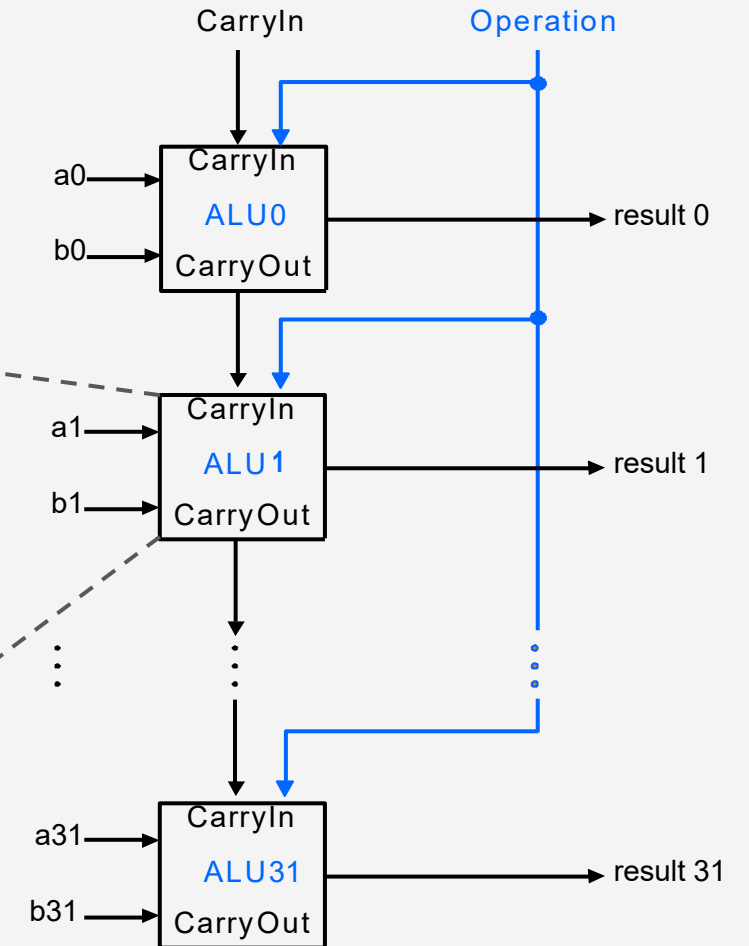 CarryIn
Operation
CarryIn
a0
ALU0
result 0
b0
CarryOut
CarryIn
a1
ALU1
result 1
b1
CarryOut
CarryIn
a31
ALU31
result 31
b31
CarryOut